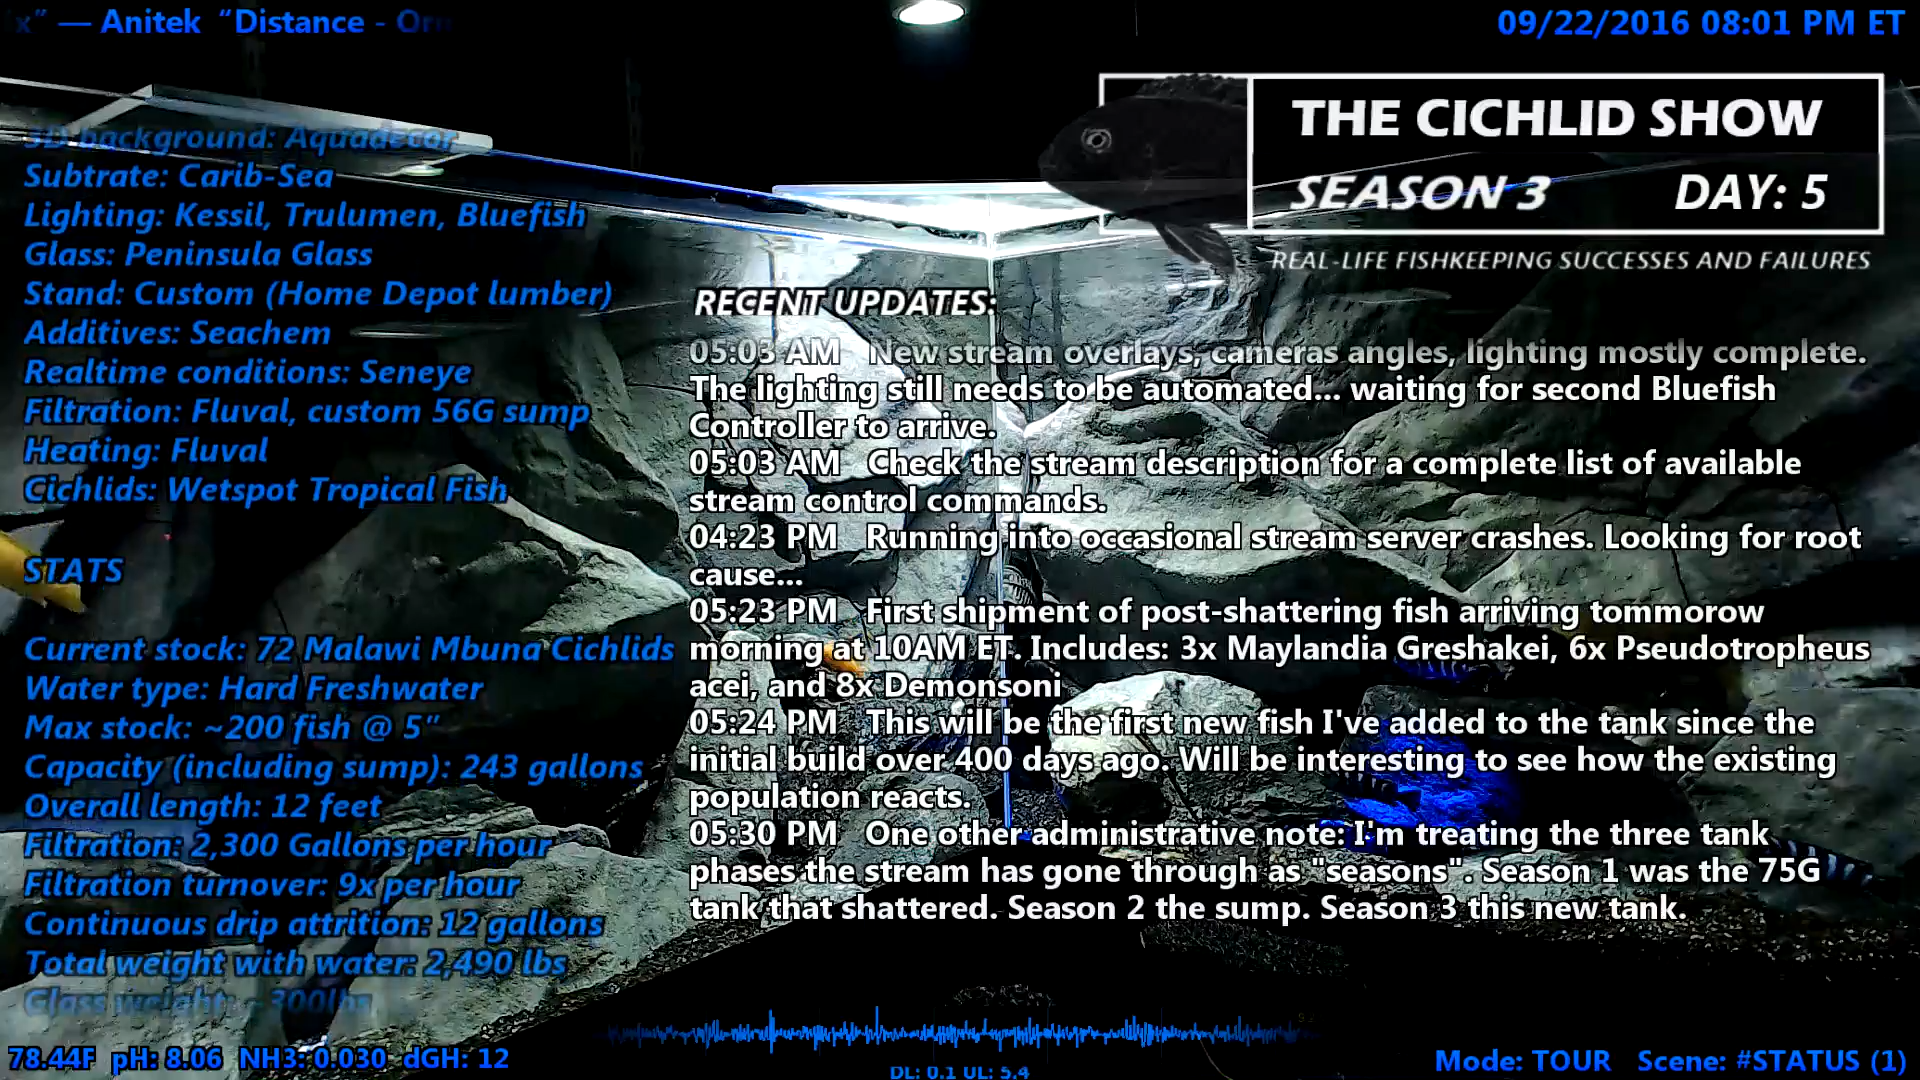 x” — Anitek “Distance -
09/22/2016 08:01 PM ET
THE CICHLID SHOW
SEASON 3 DAY: 5
REAL-LIFE FISHKEEPING SUCCESSES AND FAILURES
3D background: Aquadecor
Subtrate: Carib-Sea
Lighting: Kessil, Trulumen, Bluefish
Glass: Peninsula Glass
Stand: Custom (Home Depot lumber)
Additives: Seachem
Realtime conditions: Seneye
Filtration: Fluval, custom 56G sump
Heating: Fluval
Cichlids: Wetspot Tropical Fish
STATS
Current stock: 72 Malawi Mbuna Cichlids
Water type: Hard Freshwater
Max stock: ~200 fish @ 5”
Capacity (including sump): 243 gallons
Overall length: 12 feet
Filtration: 2,300 Gallons per hour
Filtration turnover: 9x per hour
Continuous drip attrition: 12 gallons
Total weight with water: 2,490 lbs
Glass weight: ~300lbs
RECENT UPDATES:
05:03 AM New stream overlays, cameras angles, lighting mostly complete.
The lighting still needs to be automated... waiting for second Bluefish
Controller to arrive.
05:03 AM Check the stream description for a complete list of available
stream control commands.
04:23 PM Running into occasional stream server crashes. Looking for root
cause...
05:23 PM First shipment of post-shattering fish arriving tommorow
morning at 10AM ET. Includes: 3x Maylandia Greshakei, 6x Pseudotropheus
acei, and 8x Demonsoni
05:24 PM This will be the first new fish I've added to the tank since the
initial build over 400 days ago. Will be interesting to see how the existing
population reacts.
05:30 PM One other administrative note: I'm treating the three tank
phases the stream has gone through as "seasons". Season 1 was the 75G
tank that shattered. Season 2 the sump. Season 3 this new tank.
78.44F pH: 8.06 NH3: 0.030 dGH: 12
DL: 0.1 UL: 5.4
Mode: TOUR Scene: #STATUS (1)